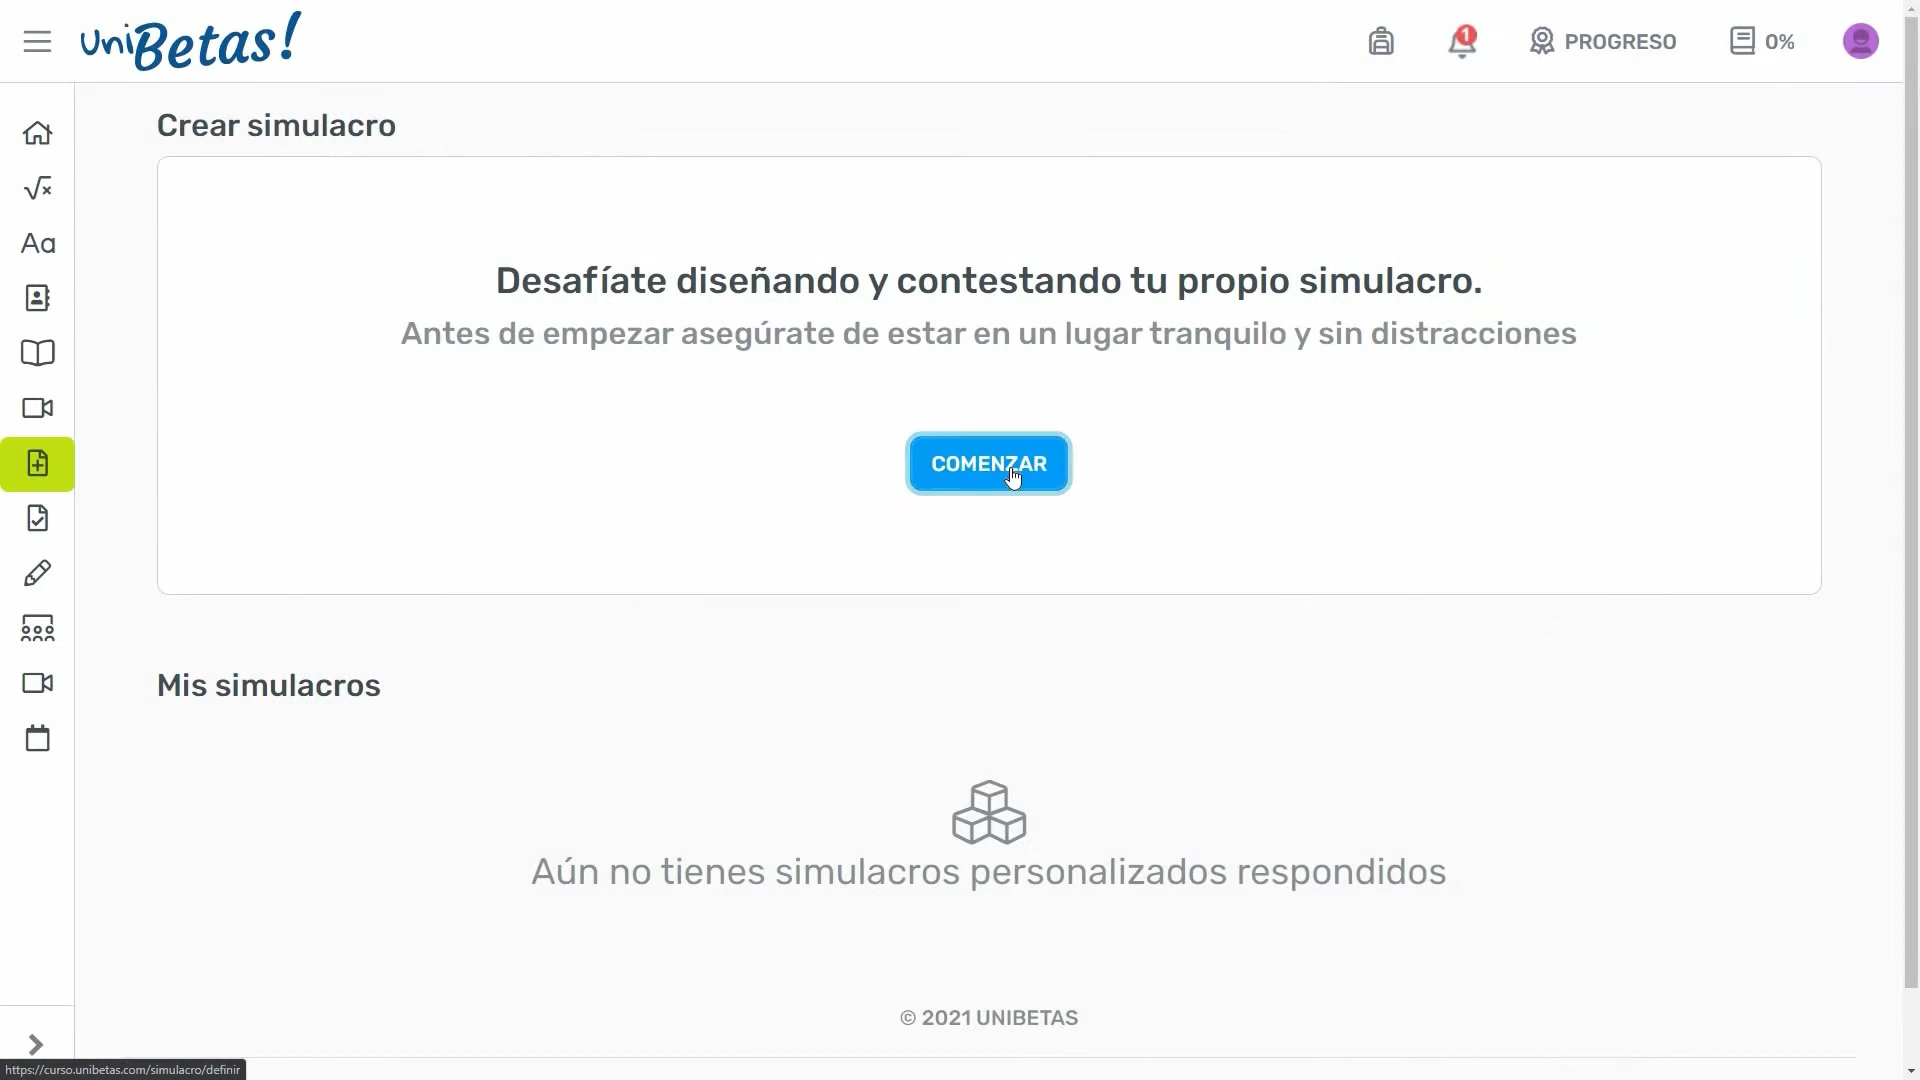 uniBetas!
1
PROGRESO
0%
Crear simulacro
Desafíate diseñando y contestando tu propio simulacro.
Antes de empezar asegúrate de estar en un lugar tranquilo y sin distracciones
COMENZAR
Aa
Mis simulacros
Aún no tienes simulacros personalizados respondidos
© 2021 UNIBETAS
https://curso.unibetas.com/simulacro/definir